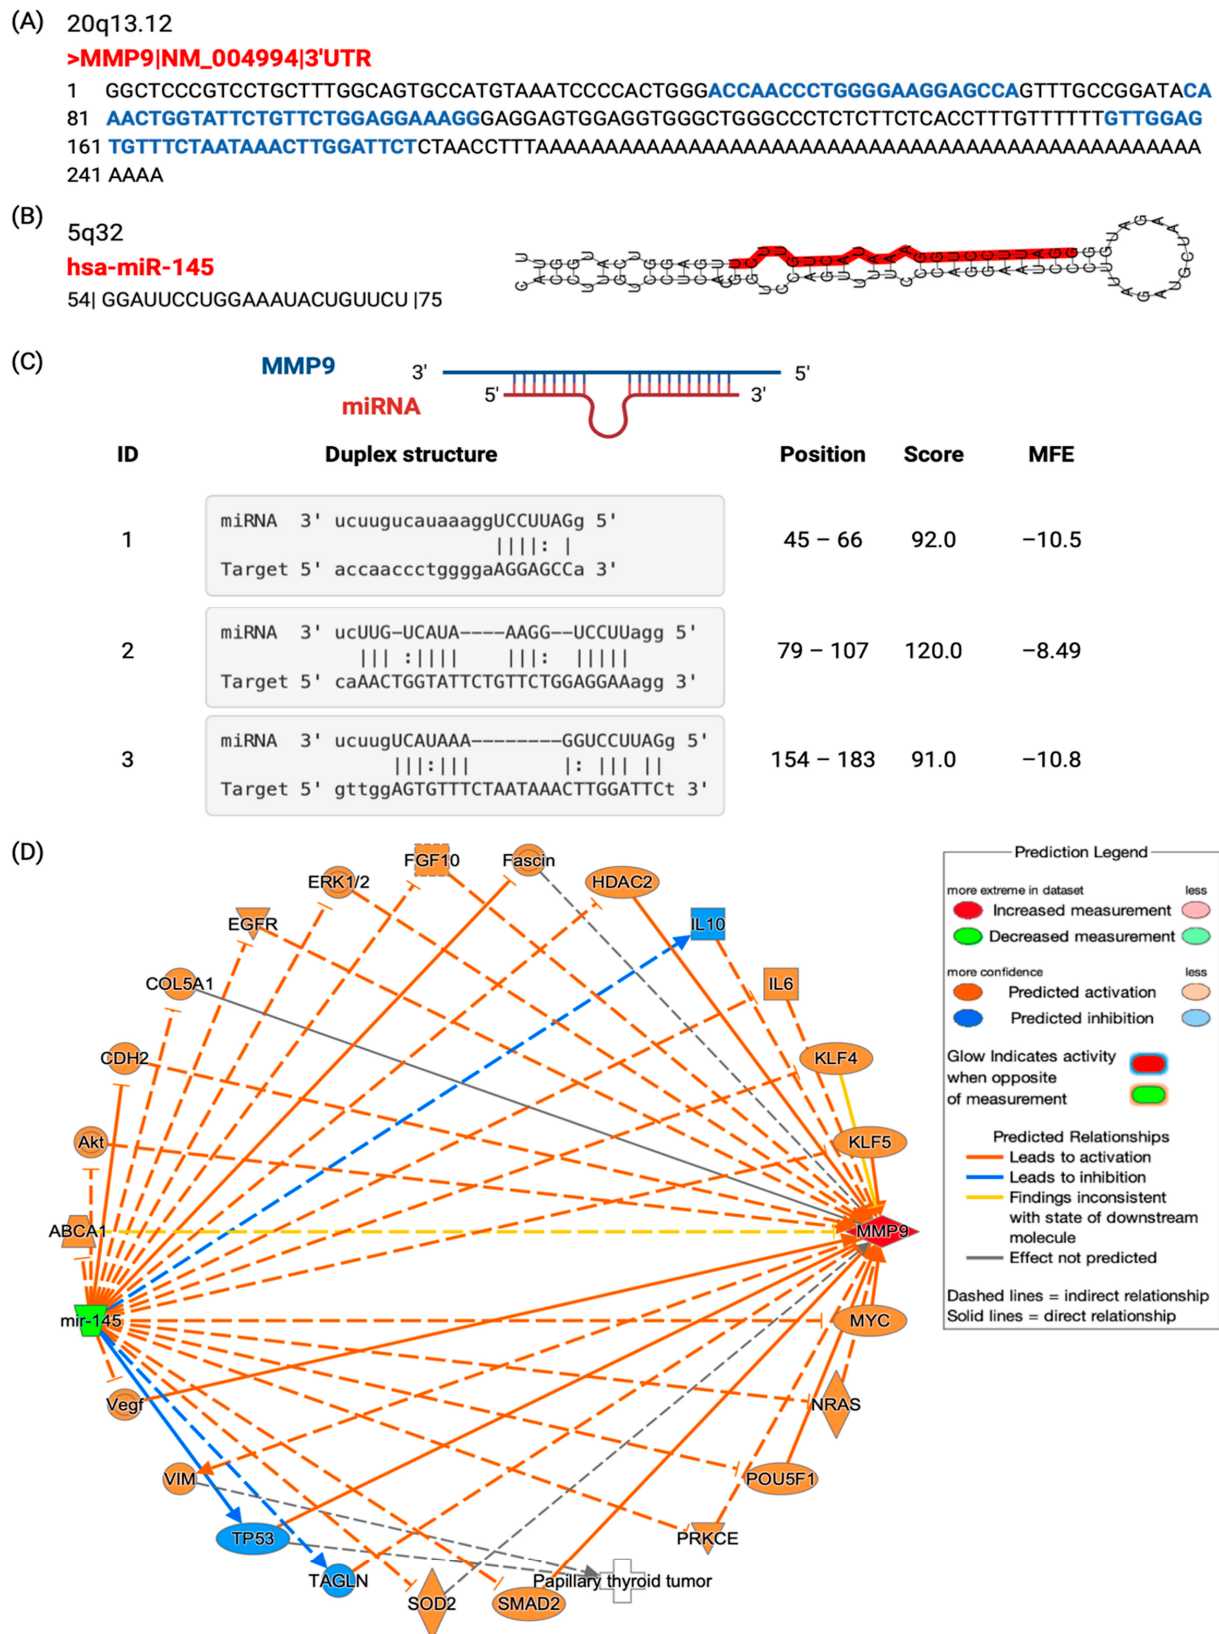 (A) 20q13.12
>MMP9|NM_004994|3'UTR
1 GGCTCCCGTCCTGCTTTGGCAGTGCCATGTAAATCCCCACTGGGACCAACCCTGGGGAAGGAGCCAGTTTGCCGGATACA
81 AACTGGTATTCTGTTCTGGAGGAAAGGGAGGAGTGGAGGTGGGCTGGGCCCTCTCTTCTCACCTTTGTTTTTTGTTGGAG
161 TGTTTCTAATAAACTTGGATTCTCTAACCTTTAAAAAAAAAAAAAAAAAAAAAAAAAAAAAAAAAAAAAAAAAAAAAAAA
241 AAAA
(B) 5q32
hsa-miR-145
54| GGAUUCCUGGAAAUACUGUUCU |75
(C)
MMP9 3' 5'
miRNA 5' 3'
ID Duplex structure Position Score MFE
miRNA 3' ucuugucauaaaggUCCUUAGg 5'
||||: |
1 45 – 66 92.0 –10.5
Target 5' accaaccctggggaAGGAGCCa 3'
miRNA 3' ucUUG-UCAUA----AAGG--UCCUUagg 5'
||| :|||| |||: |||||
2 79 – 107 120.0 –8.49
Target 5' caAACTGGTATTCTGTTCTGGAGGAAagg 3'
miRNA 3' ucuugUCAUAAA--------GGUCCUUAGg 5'
|||:||| |: ||| ||
3 154 – 183 91.0 –10.8
Target 5' gttggAGTGTTTCTAATAAACTTGGATTCt 3'
(D)
FGF10
Fascin
ERK1/2
HDAC2
EGFR
IL10
COL5A1
IL6
CDH2
KLF4
Akt
KLF5
ABCA1
MMP9
mir-145
MYC
Vegf
NRAS
VIM
POU5F1
TP53
PRKCE
TAGLN
Papillary thyroid tumor
SOD2
SMAD2
Prediction Legend
more extreme in dataset less
Increased measurement
Decreased measurement
more confidence less
Predicted activation
Predicted inhibition
Glow Indicates activity
when opposite
of measurement
Predicted Relationships
Leads to activation
Leads to inhibition
Findings inconsistent
with state of downstream
molecule
Effect not predicted
Dashed lines = indirect relationship
Solid lines = direct relationship